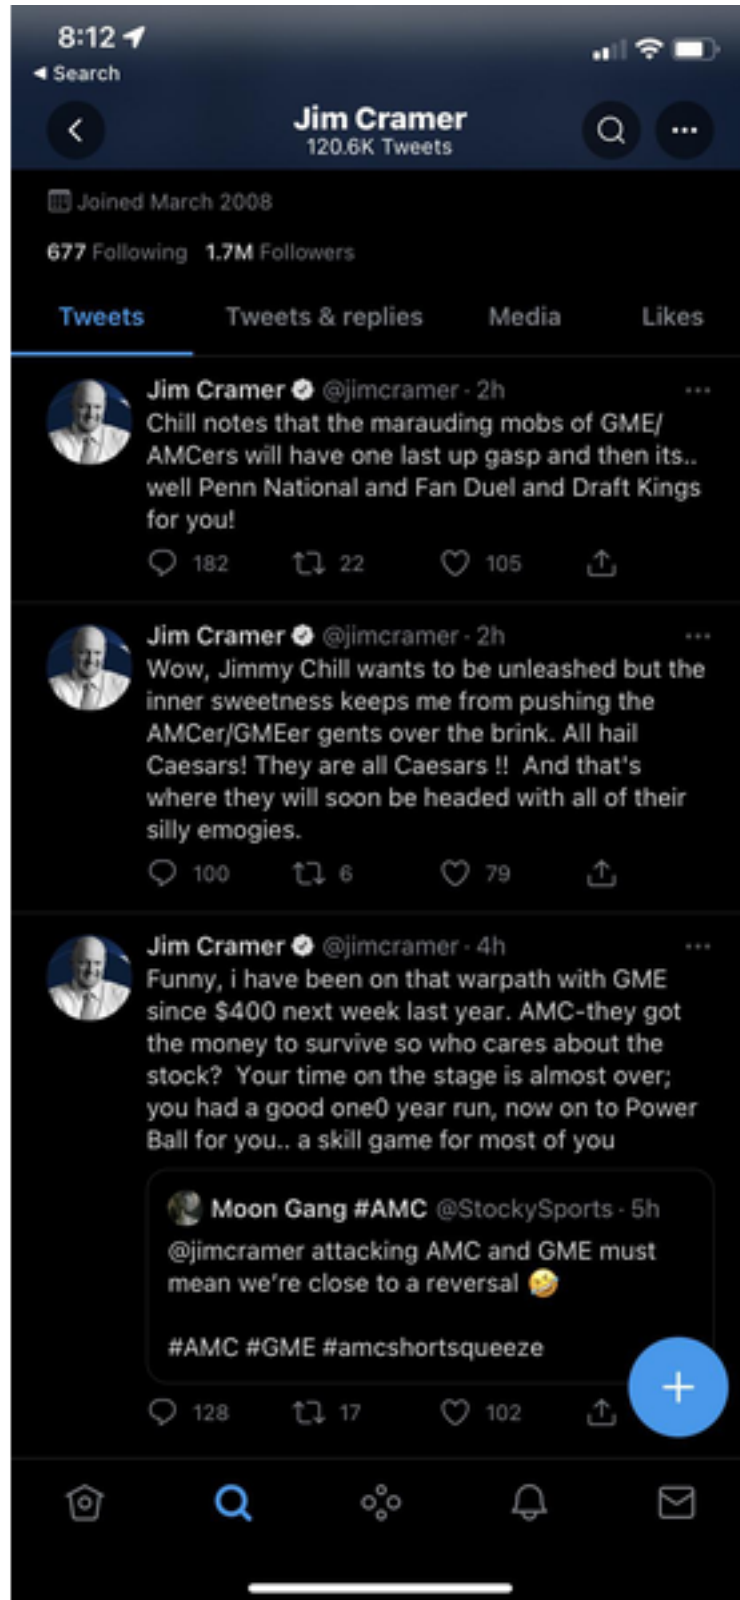 8:12
◄ Search
Jim Cramer
120.6K Tweets
Joined March 2008
677 Following 1.7M Followers
Tweets Tweets & replies Media Likes
Jim Cramer @jimcramer · 2h
Chill notes that the marauding mobs of GME/
AMCers will have one last up gasp and then its..
well Penn National and Fan Duel and Draft Kings
for you!
182 22 105
Jim Cramer @jimcramer · 2h
Wow, Jimmy Chill wants to be unleashed but the
inner sweetness keeps me from pushing the
AMCer/GMEer gents over the brink. All hail
Caesars! They are all Caesars !! And that's
where they will soon be headed with all of their
silly emogies.
100 6 79
Jim Cramer @jimcramer · 4h
Funny, i have been on that warpath with GME
since $400 next week last year. AMC-they got
the money to survive so who cares about the
stock? Your time on the stage is almost over;
you had a good one0 year run, now on to Power
Ball for you.. a skill game for most of you
Moon Gang #AMC @StockySports · 5h
@jimcramer attacking AMC and GME must
mean we're close to a reversal 🤣
#AMC #GME #amcshortsqueeze
128 17 102